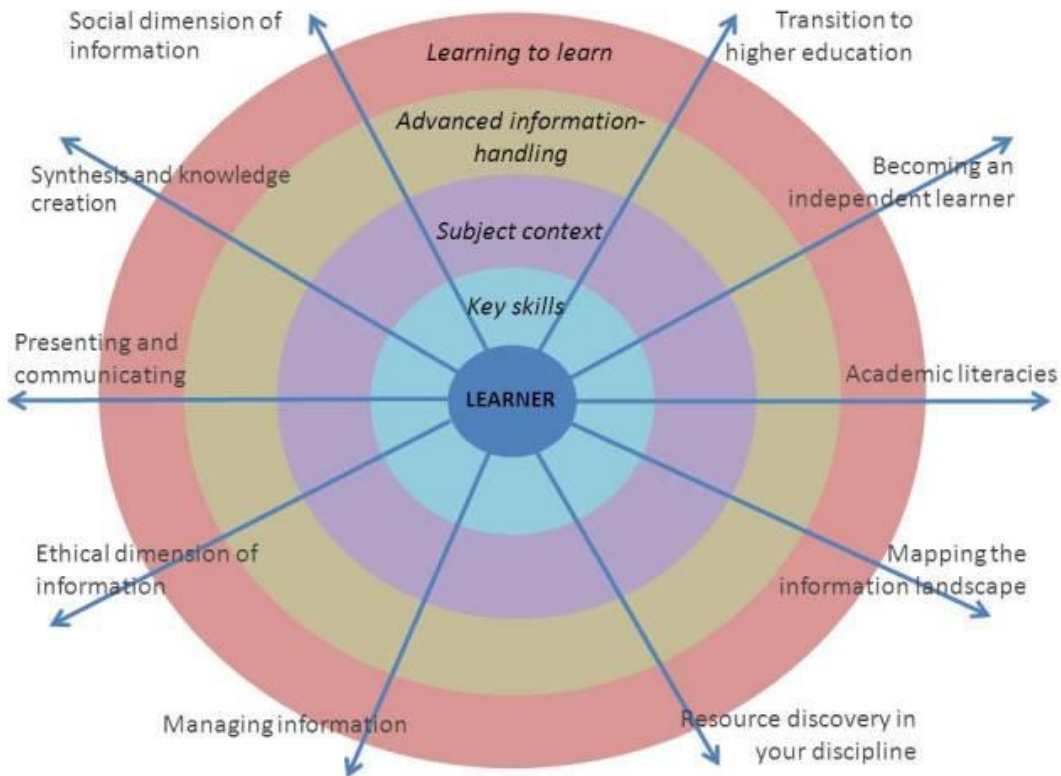 Social dimension of
information
Transition to
higher education
Learning to learn
Advanced information-
handling
Synthesis and knowledge
creation
Becoming an
independent learner
Subject context
Key skills
Presenting and
communicating
LEARNER
Academic literacies
Ethical dimension of
information
Mapping the
information landscape
Managing information
Resource discovery in
your discipline